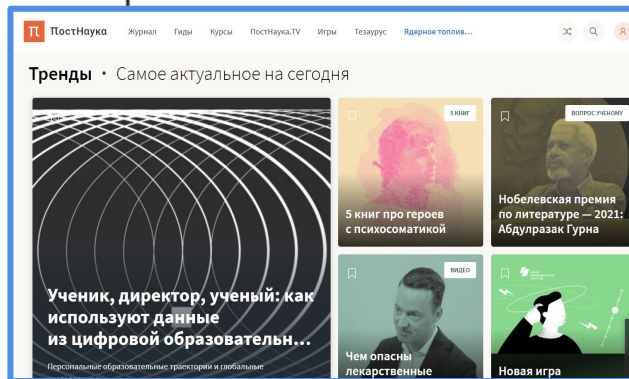 ПостНаука
Журнал Гиды Курсы ПостНаука.TV Игры Тезаурус Ядерное топлив...
Тренды · Самое актуальное на сегодня
Ученик, директор, ученый: как
используют данные
из цифровой образовательн...
Персональные образовательные траектории и глобальные
5 КНИГ
5 книг про героев
с психосоматикой
ВОПРОС УЧЕНОМУ
Нобелевская премия
по литературе — 2021:
Абдулразак Гурна
ВИДЕО
Чем опасны
лекарственные
Новая игра